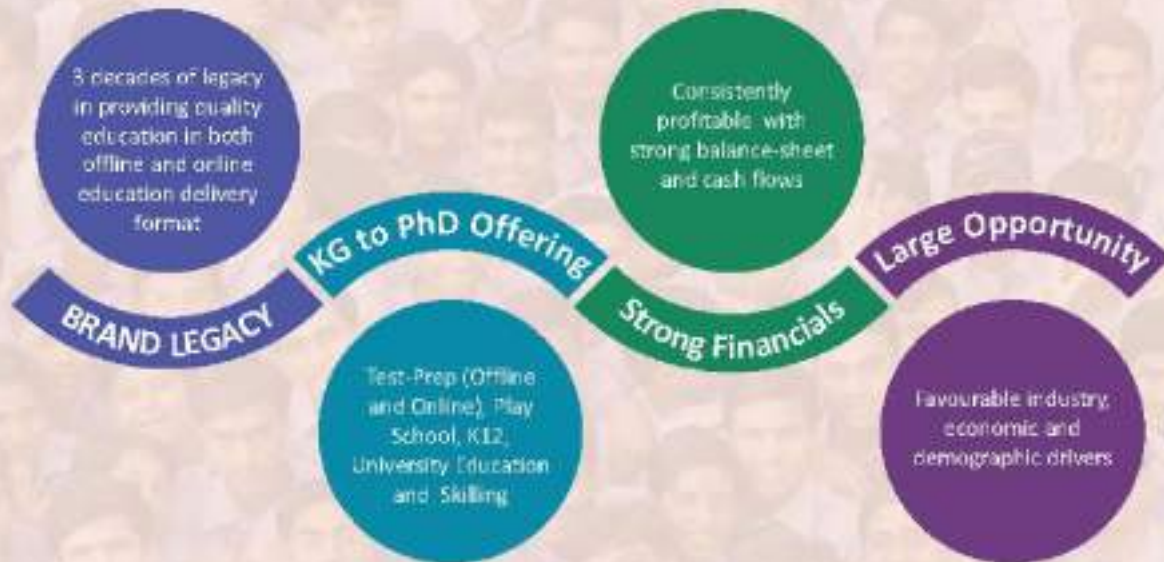 3 decades of legacy
in providing quality
education in both
offline and online
education delivery
format
BRAND LEGACY
KG to PhD Offering
Test-Prep (Offline
and Online), Play
School, K12,
University Education
and Skilling
Consistently
profitable with
strong balance-sheet
and cash flows
Strong Financials
Large Opportunity
Favourable industry,
economic and
demographic drivers